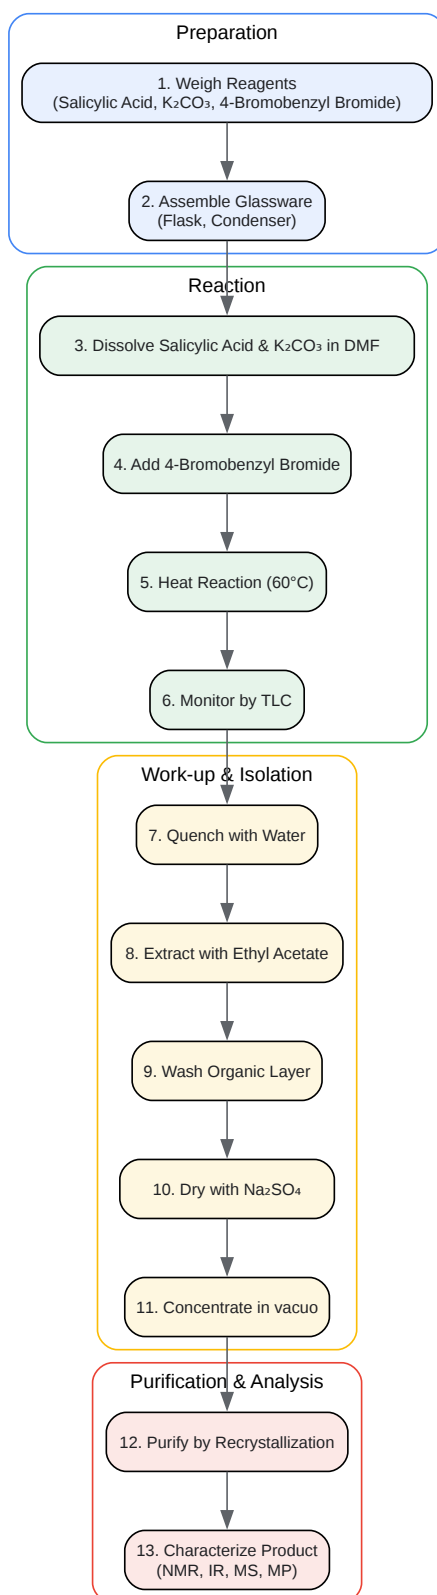 Preparation
1. Weigh Reagents
(Salicylic Acid, K₂CO₃, 4-Bromobenzyl Bromide)
2. Assemble Glassware
(Flask, Condenser)
Reaction
3. Dissolve Salicylic Acid & K₂CO₃ in DMF
4. Add 4-Bromobenzyl Bromide
5. Heat Reaction (60°C)
6. Monitor by TLC
Work-up & Isolation
7. Quench with Water
8. Extract with Ethyl Acetate
9. Wash Organic Layer
10. Dry with Na₂SO₄
11. Concentrate in vacuo
Purification & Analysis
12. Purify by Recrystallization
13. Characterize Product
(NMR, IR, MS, MP)